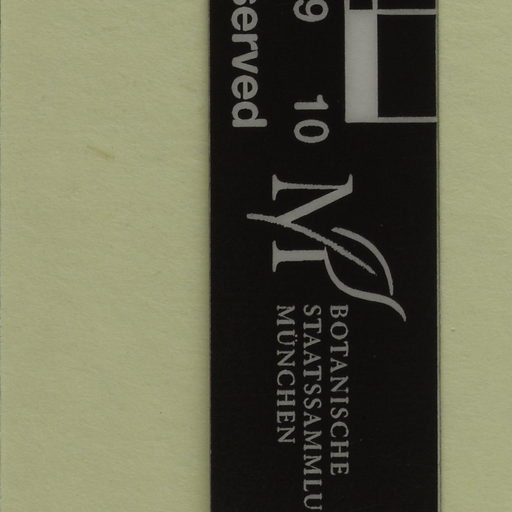 served
9 10
M
BOTANISCHE
STAATSSAMMLU
MÜNCHEN